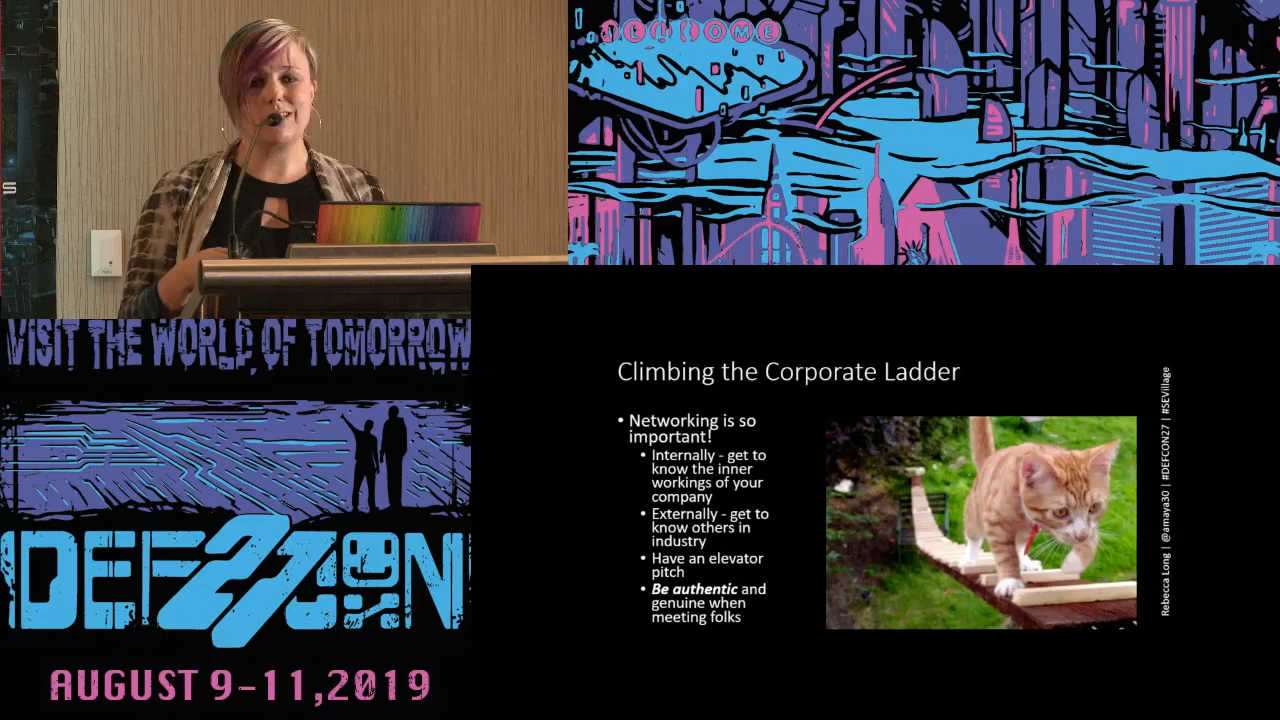 WELCOME
S
VISIT THE WORLD OF TOMORROW
DEF CON
27
AUGUST 9-11,2019
Climbing the Corporate Ladder
• Networking is so
important!
• Internally - get to
know the inner
workings of your
company
• Externally - get to
know others in
industry
• Have an elevator
pitch
• Be authentic and
genuine when
meeting folks
Rebecca Long | @amaya30 | #DEFCON27 | #SEVillage